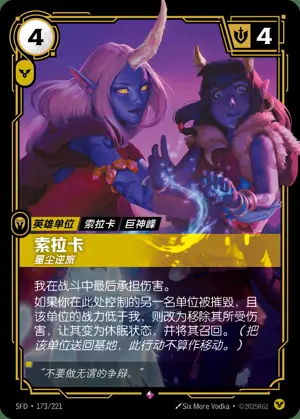 4
4
英雄单位
索拉卡
巨神峰
索拉卡
星尘逆旅
我在战斗中最后承担伤害。
如果你在此处控制的另一名单位被摧毁，且
该单位的战力低于我，则改为移除其所受伤
害，让其变为休眠状态，并将其召回。（把
该单位送回基地，此行动不算作移动。）
“不要做无谓的争辩。”
SFD • 173/221
Six More Vodka • ©2025RGI